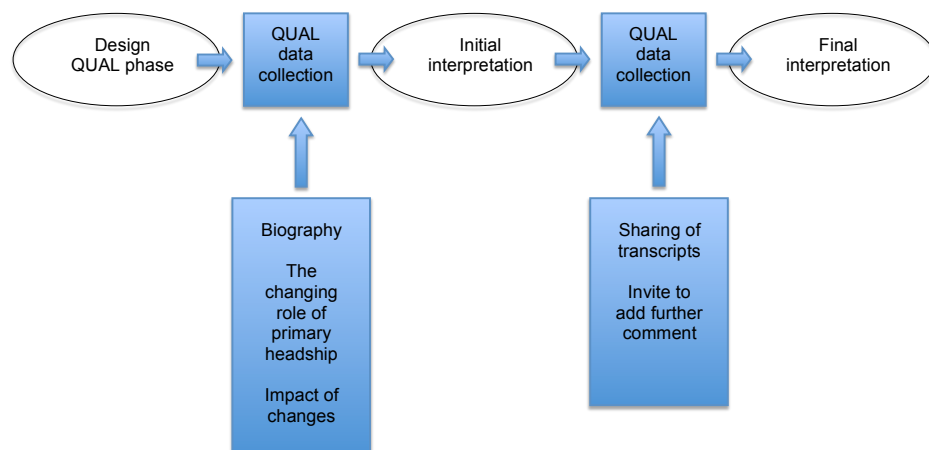 Design
QUAL phase
QUAL
data
collection
Initial
interpretation
QUAL
data
collection
Final
interpretation
Biography
The
changing
role of
primary
headship
Impact of
changes
Sharing of
transcripts
Invite to
add further
comment